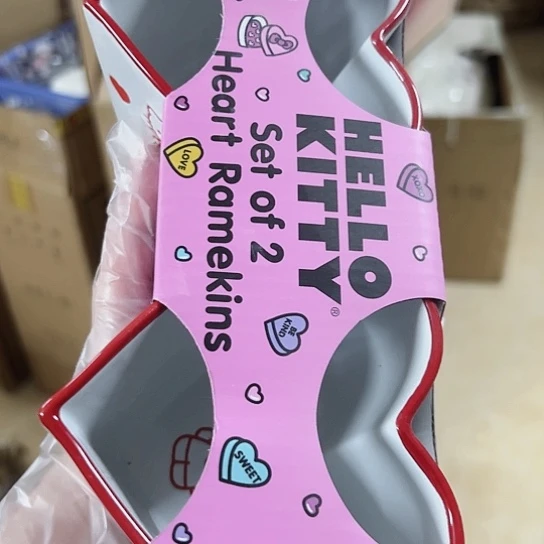 HELLO
KITTY®
Set of 2
Heart Ramekins
XOXO
LOVE
BE
KIND
SWEET